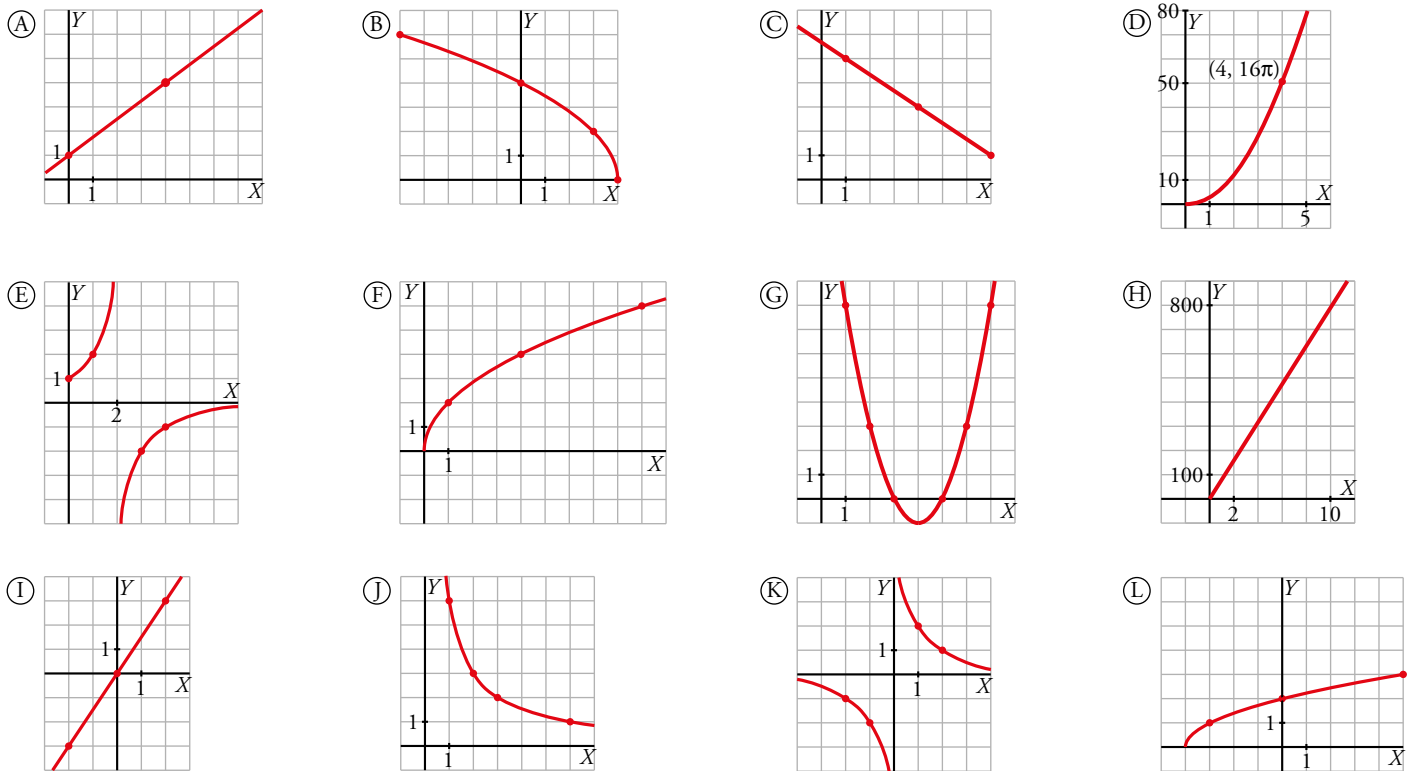 A Y 1 1 X
B Y 1 1 X
C Y 1 1 X
D 80 Y 50 (4, 16π) 10 1 5 X
E Y 1 2 X
F Y 1 1 X
G Y 1 1 X
H Y 800 100 2 10 X
I Y 1 1 X
J Y 1 1 X
K Y 1 1 X
L Y 1 1 X